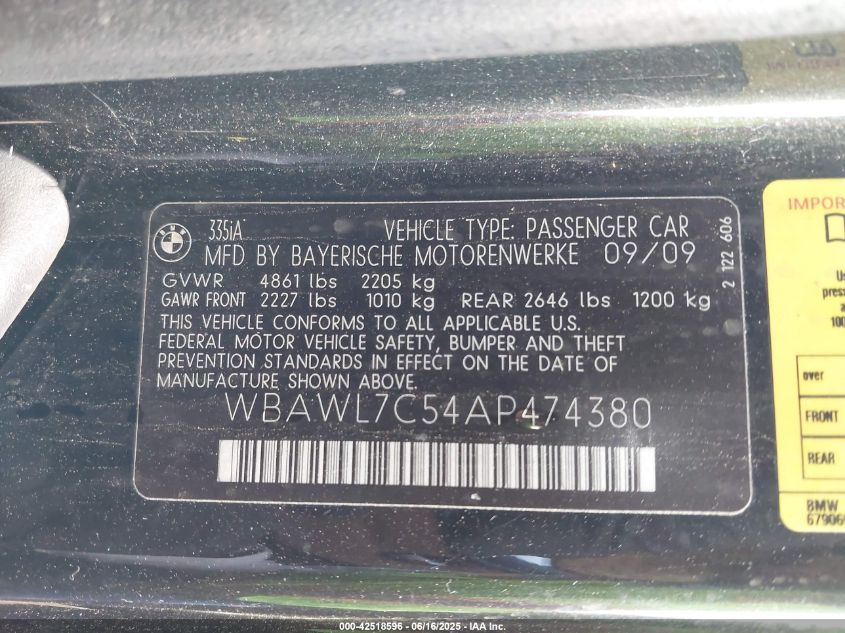 335iA VEHICLE TYPE: PASSENGER CAR
MFD BY BAYERISCHE MOTORENWERKE 09/09
GVWR 4861 lbs 2205 kg
GAWR FRONT 2227 lbs 1010 kg REAR 2646 lbs 1200 kg
THIS VEHICLE CONFORMS TO ALL APPLICABLE U.S.
FEDERAL MOTOR VEHICLE SAFETY, BUMPER AND THEFT
PREVENTION STANDARDS IN EFFECT ON THE DATE OF
MANUFACTURE SHOWN ABOVE
WBAWL7C54AP474380
2 122 606
over
FRONT
REAR
BMW
000-42518596 - 06/16/2025 - IAA Inc.